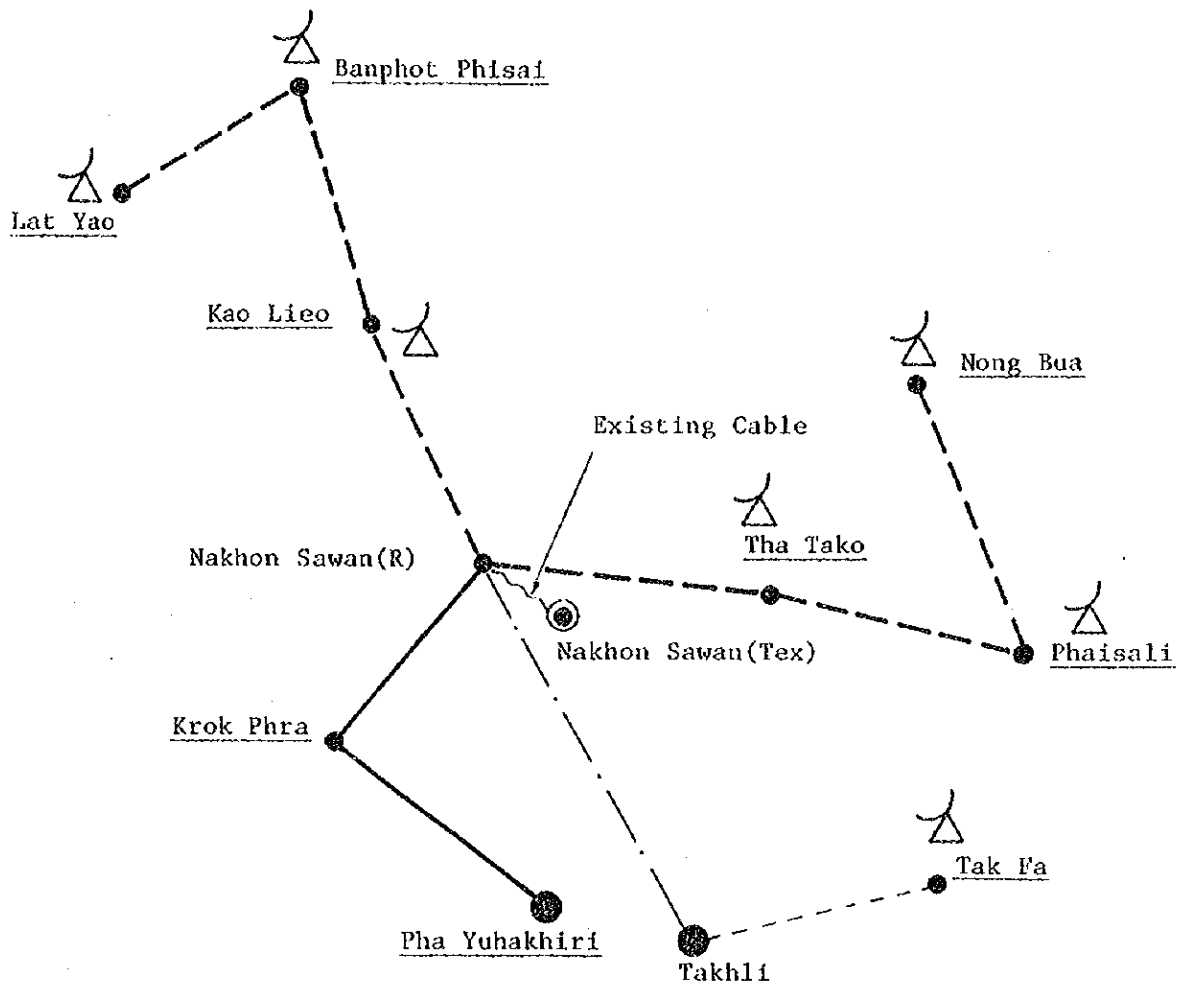 Banphot Phisai
Lat Yao
Kao Lieo
Nong Bua
Existing Cable
Tha Tako
Nakhon Sawan(R)
Nakhon Sawan(Tex)
Phaisali
Krok Phra
Tak Fa
Pha Yuhakhiri
Takhli